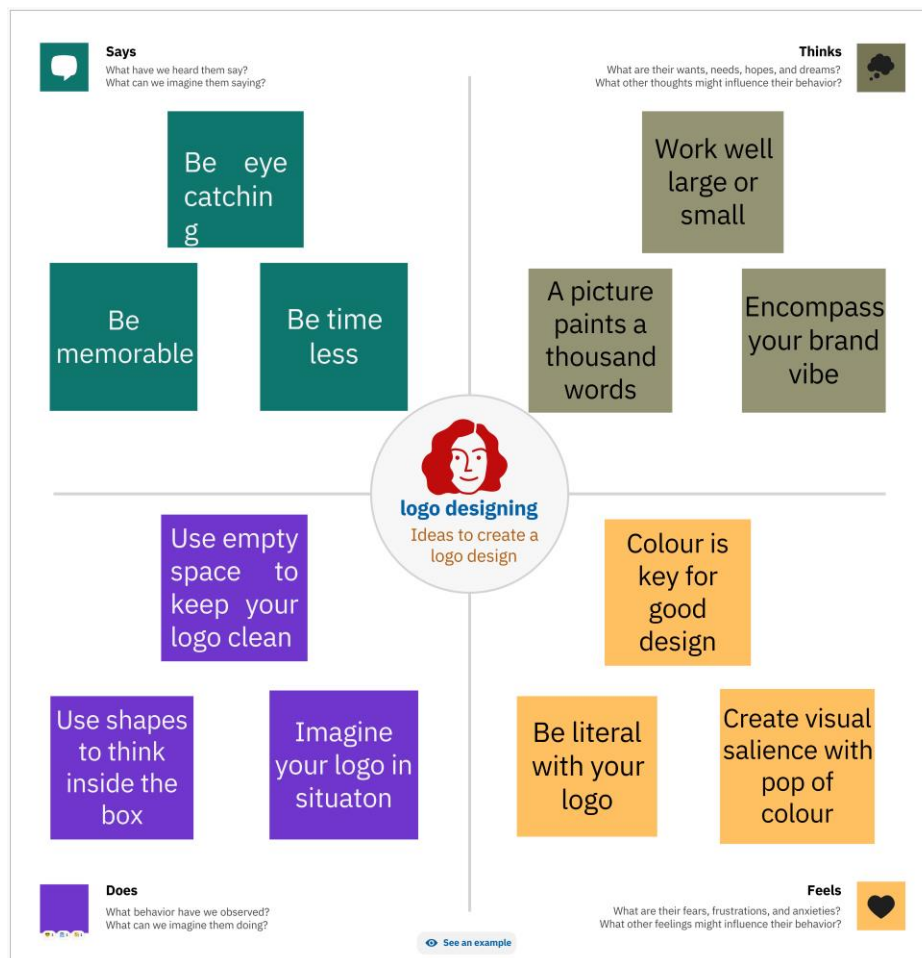 Says
What have we heard them say?
What can we imagine them saying?
Thinks
What are their wants, needs, hopes, and dreams?
What other thoughts might influence their behavior?
Be eye
catchin
g
Be
memorable
Be time
less
Work well
large or
small
A picture
paints a
thousand
words
Encompass
your brand
vibe
logo designing
Ideas to create a
logo design
Use empty
space to
keep your
logo clean
Use shapes
to think
inside the
box
Imagine
your logo in
situaton
Colour is
key for
good
design
Be literal
with your
logo
Create visual
salience with
pop of
colour
Does
What behavior have we observed?
What can we imagine them doing?
Feels
What are their fears, frustrations, and anxieties?
What other feelings might influence their behavior?
See an example